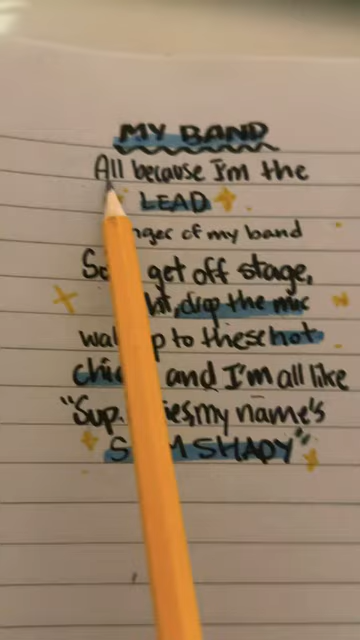 MY BAND
All because I'm the
LEAD
of my band
get off stage,
drop the mic
to these hot
and I'm all like
my name's
SHADY"